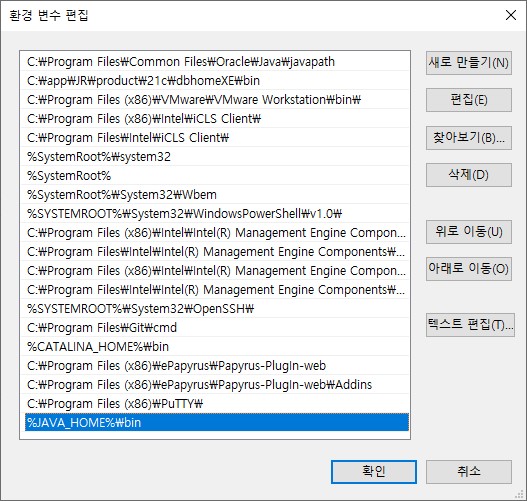 환경 변수 편집
C:₩Program Files₩Common Files₩Oracle₩Java₩javapath
C:₩app₩JR₩product₩21c₩dbhomeXE₩bin
C:₩Program Files (x86)₩VMware₩VMware Workstation₩bin₩
C:₩Program Files (x86)₩Intel₩iCLS Client₩
C:₩Program Files₩Intel₩iCLS Client₩
%SystemRoot%₩system32
%SystemRoot%
%SystemRoot%₩System32₩Wbem
%SYSTEMROOT%₩System32₩WindowsPowerShell₩v1.0₩
C:₩Program Files (x86)₩Intel₩Intel(R) Management Engine Compon...
C:₩Program Files₩Intel₩Intel(R) Management Engine Components₩...
C:₩Program Files (x86)₩Intel₩Intel(R) Management Engine Compon...
C:₩Program Files₩Intel₩Intel(R) Management Engine Components₩...
%SYSTEMROOT%₩System32₩OpenSSH₩
C:₩Program Files₩Git₩cmd
%CATALINA_HOME%₩bin
C:₩Program Files (x86)₩ePapyrus₩Papyrus-PlugIn-web
C:₩Program Files (x86)₩ePapyrus₩Papyrus-PlugIn-web₩Addins
C:₩Program Files (x86)₩PuTTY₩
%JAVA_HOME%₩bin
새로 만들기(N)
편집(E)
찾아보기(B)...
삭제(D)
위로 이동(U)
아래로 이동(O)
텍스트 편집(T)...
확인
취소